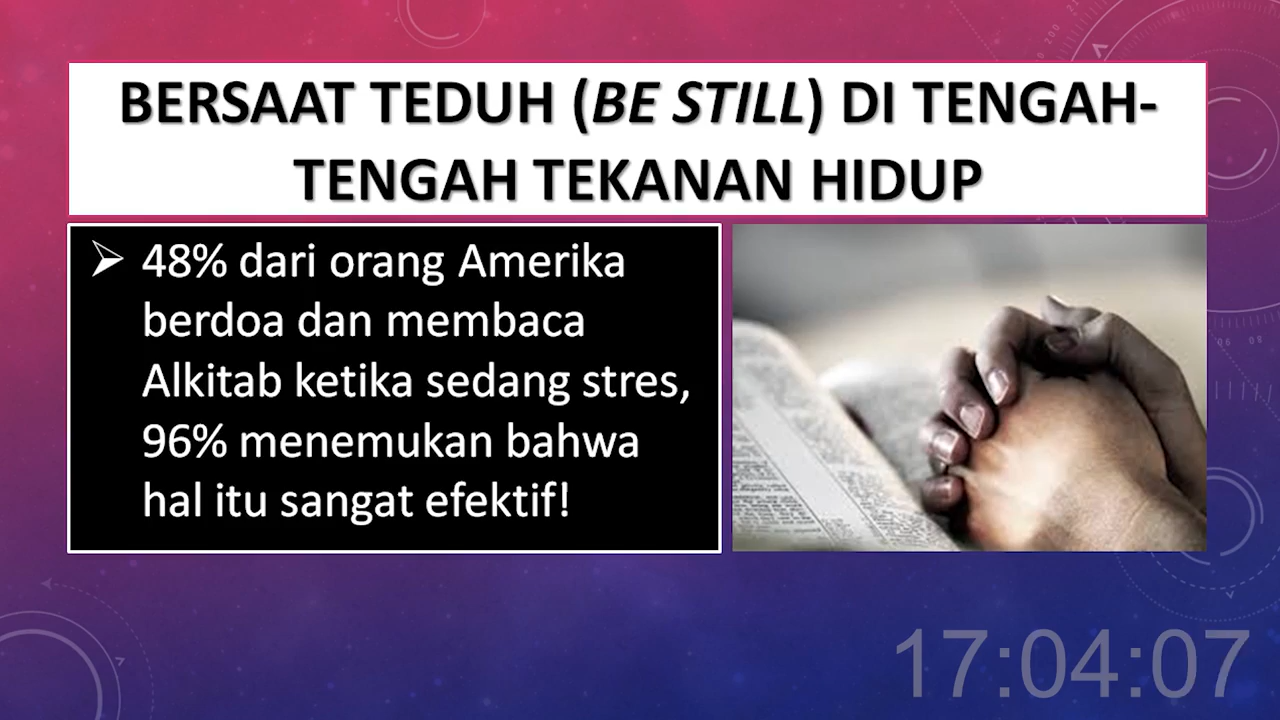 BERSAAT TEDUH (BE STILL) DI TENGAH-
TENGAH TEKANAN HIDUP
➢ 48% dari orang Amerika
berdoa dan membaca
Alkitab ketika sedang stres,
96% menemukan bahwa
hal itu sangat efektif!
17:04:07